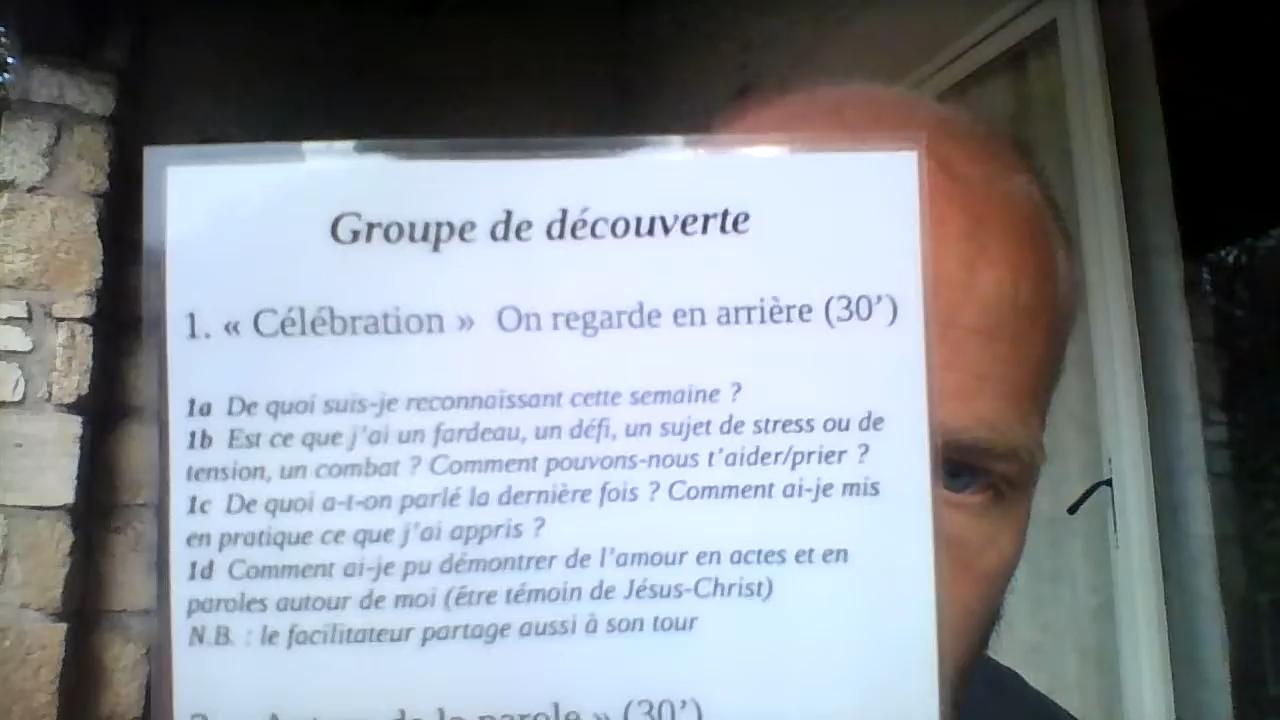 Groupe de découverte
1. « Célébration » On regarde en arrière (30’)
1a De quoi suis-je reconnaissant cette semaine ?
1b Est ce que j’ai un fardeau, un défi, un sujet de stress ou de
tension, un combat ? Comment pouvons-nous t’aider/prier ?
1c De quoi a-t-on parlé la dernière fois ? Comment ai-je mis
en pratique ce que j’ai appris ?
1d Comment ai-je pu démontrer de l’amour en actes et en
paroles autour de moi (être témoin de Jésus-Christ)
N.B. : le facilitateur partage aussi à son tour
de la parole » (30’)